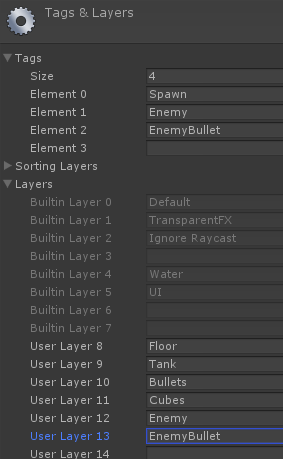 Tags & Layers
Tags
Size 4
Element 0 Spawn
Element 1 Enemy
Element 2 EnemyBullet
Element 3
Sorting Layers
Layers
Builtin Layer 0 Default
Builtin Layer 1 TransparentFX
Builtin Layer 2 Ignore Raycast
Builtin Layer 3
Builtin Layer 4 Water
Builtin Layer 5 UI
Builtin Layer 6
Builtin Layer 7
User Layer 8 Floor
User Layer 9 Tank
User Layer 10 Bullets
User Layer 11 Cubes
User Layer 12 Enemy
User Layer 13 EnemyBullet
User Layer 14